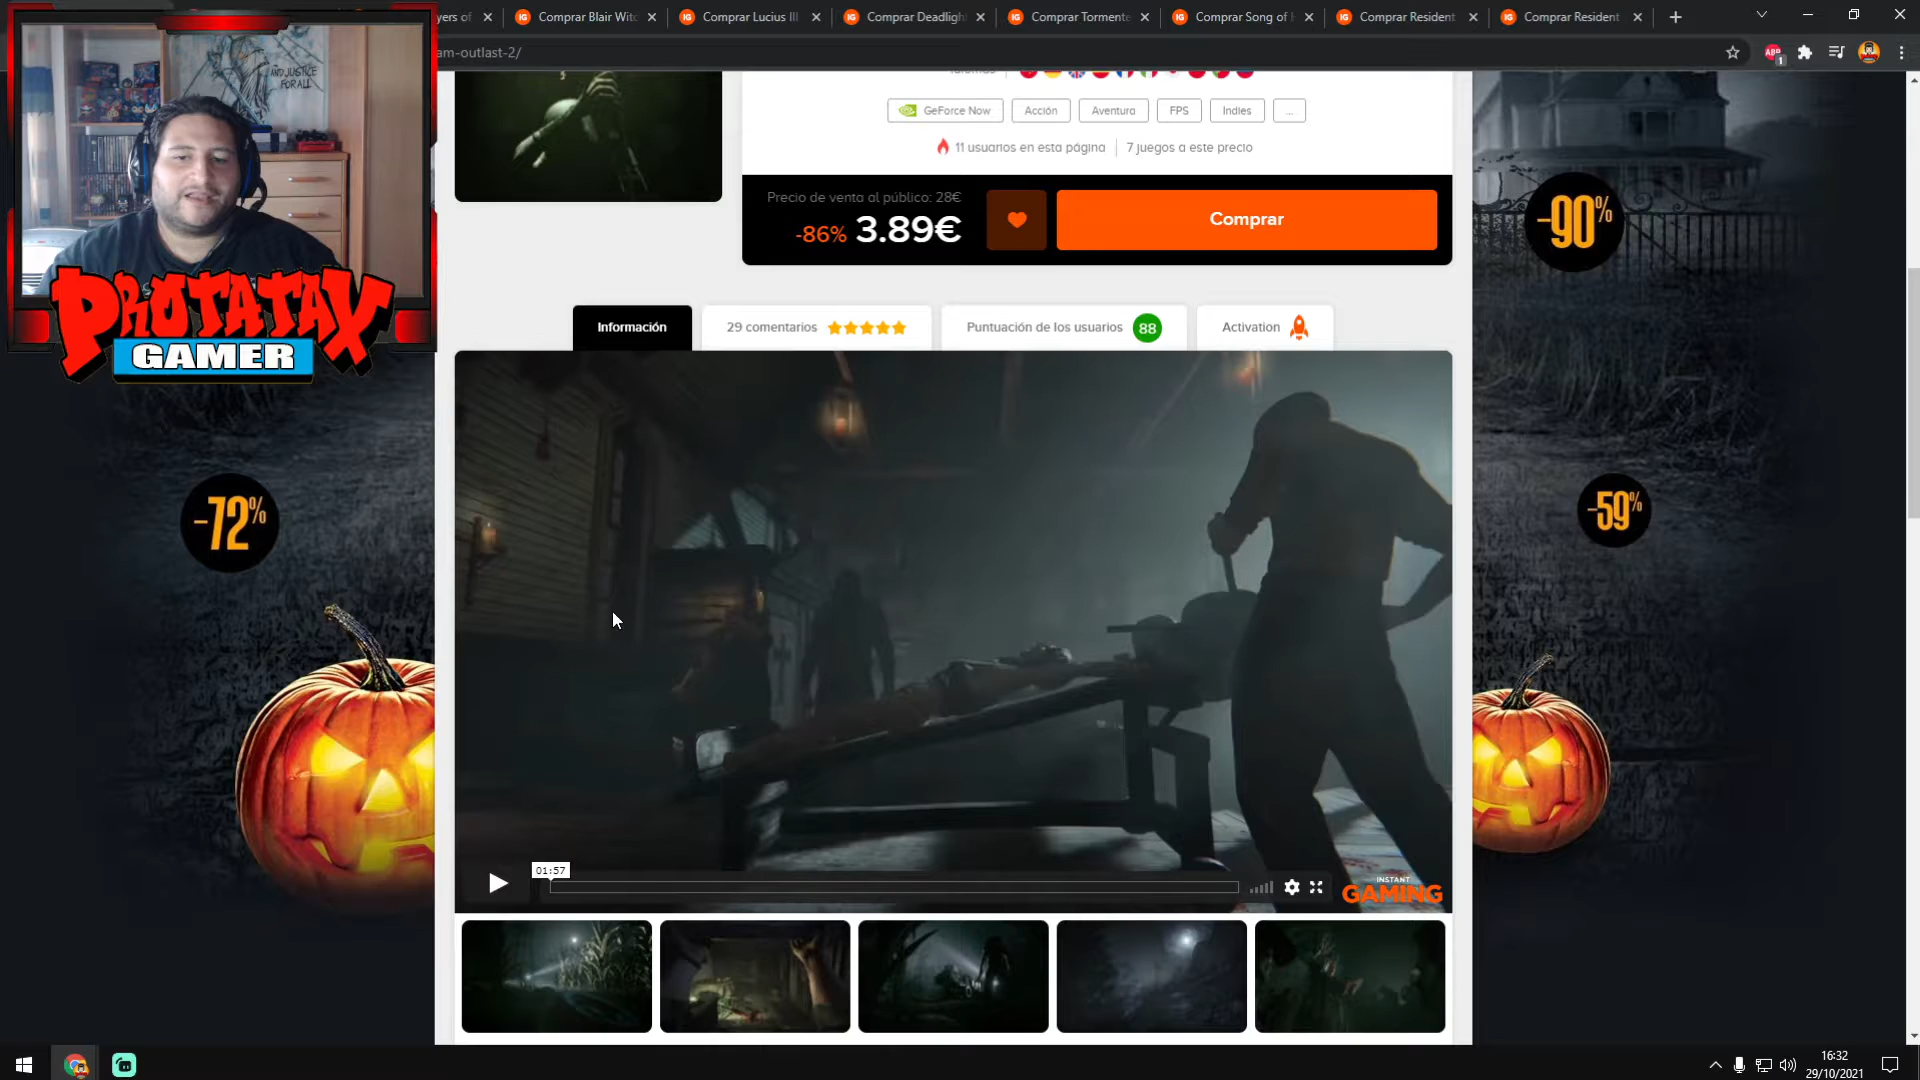 yers of
Comprar Blair Witc
Comprar Lucius III
Comprar Deadligh
Comprar Tormente
Comprar Song of H
Comprar Resident
Comprar Resident
am-outlast-2/
ABP
1
AND JUSTICE
FOR ALL
PROTATAX
GAMER
GeForce Now
Acción
Aventura
FPS
Indies
...
11 usuarios en esta página
7 juegos a este precio
Precio de venta al público: 28€
-86% 3.89€
Comprar
-90%
Información
29 comentarios
Puntuación de los usuarios 88
Activation
-72%
-59%
01:57
INSTANT
GAMING
16:32
29/10/2021